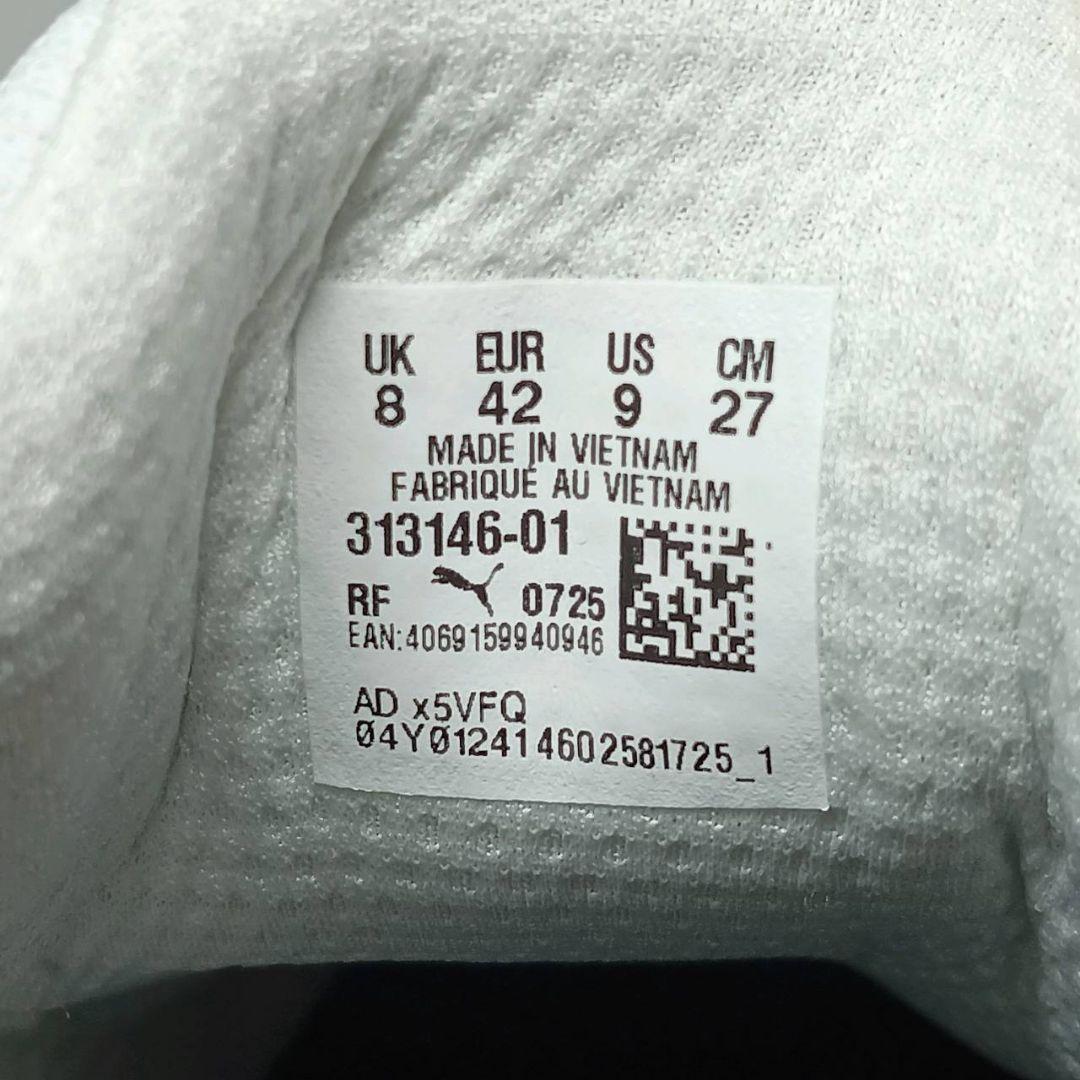 UK EUR US CM
8 42 9 27
MADE IN VIETNAM
FABRIQUÉ AU VIETNAM
313146-01
RF 0725
EAN:4069159940946
AD x5VFQ
04Y012414602581725_1